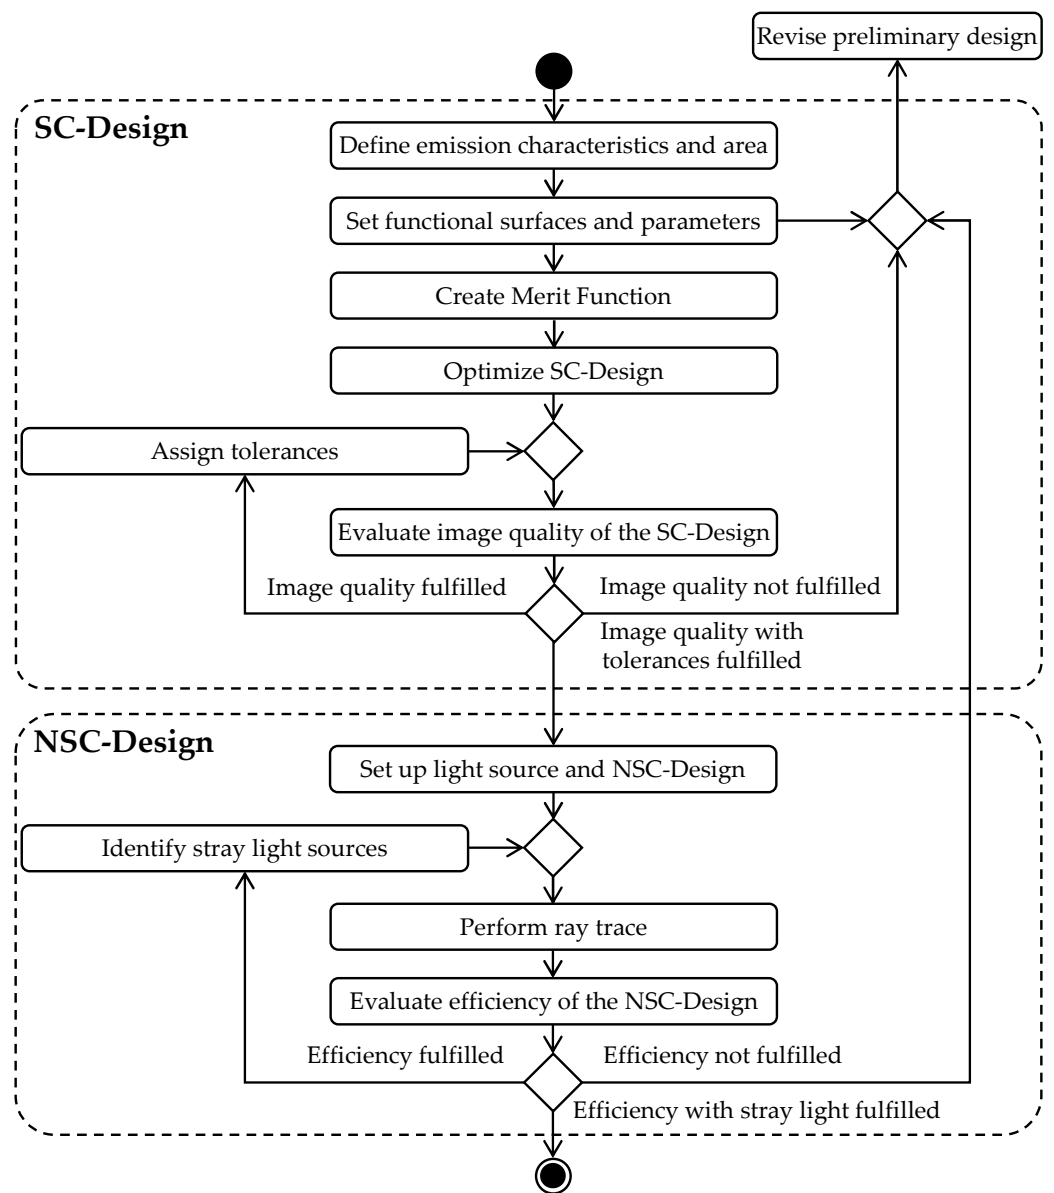 Revise preliminary design
SC-Design
Define emission characteristics and area
Set functional surfaces and parameters
Create Merit Function
Optimize SC-Design
Assign tolerances
Evaluate image quality of the SC-Design
Image quality fulfilled
Image quality not fulfilled
Image quality with
tolerances fulfilled
NSC-Design
Set up light source and NSC-Design
Identify stray light sources
Perform ray trace
Evaluate efficiency of the NSC-Design
Efficiency fulfilled
Efficiency not fulfilled
Efficiency with stray light fulfilled